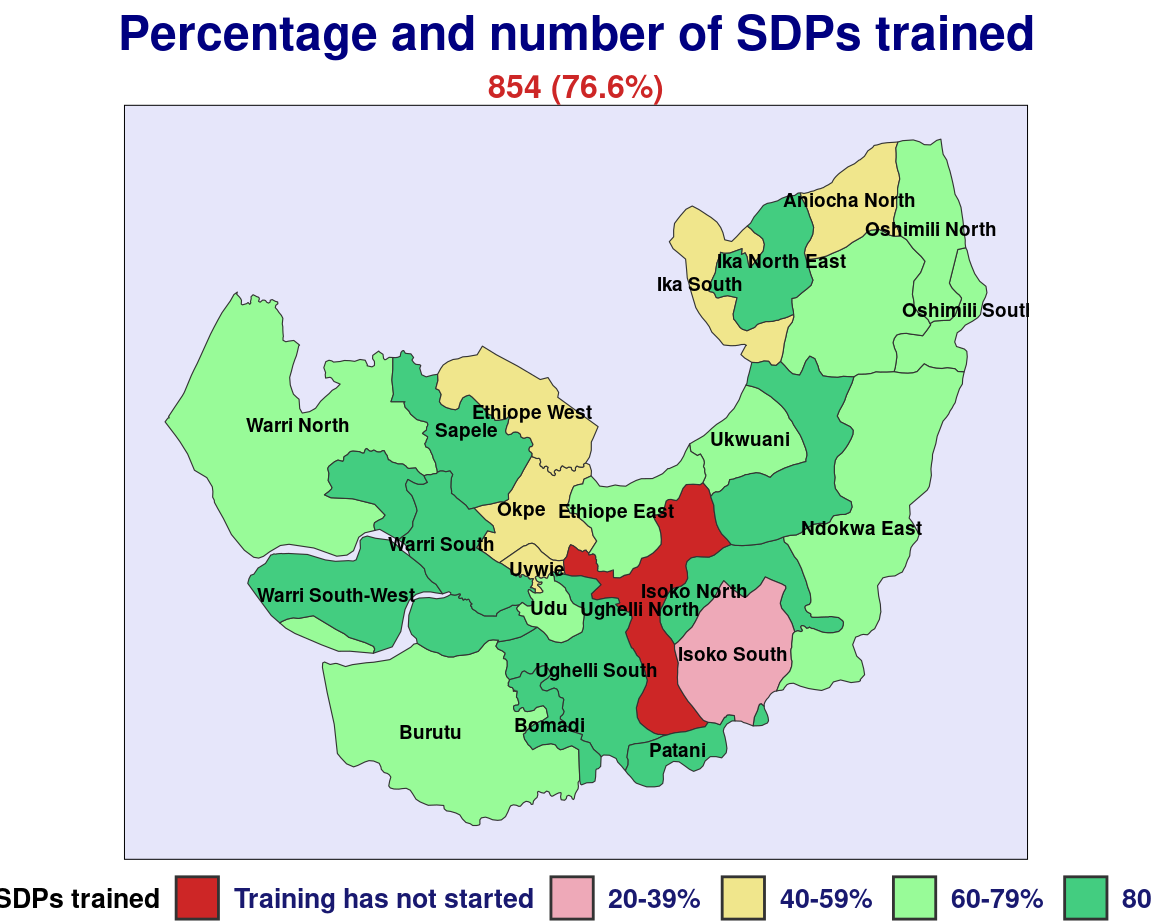 Percentage and number of SDPs trained
854 (76.6%)
Aniocha North
Oshimili North
Ika North East
Ika South
Oshimili Soutl
Ethiope West
Warri North
Sapele
Ukwuani
Okpe
Ethiope East
Ndokwa East
Warri South
Uvwie
Isoko North
Warri South-West
Udu
Ughelli North
Isoko South
Ughelli South
Bomadi
Burutu
Patani
SDPs trained
Training has not started
20-39%
40-59%
60-79%
80